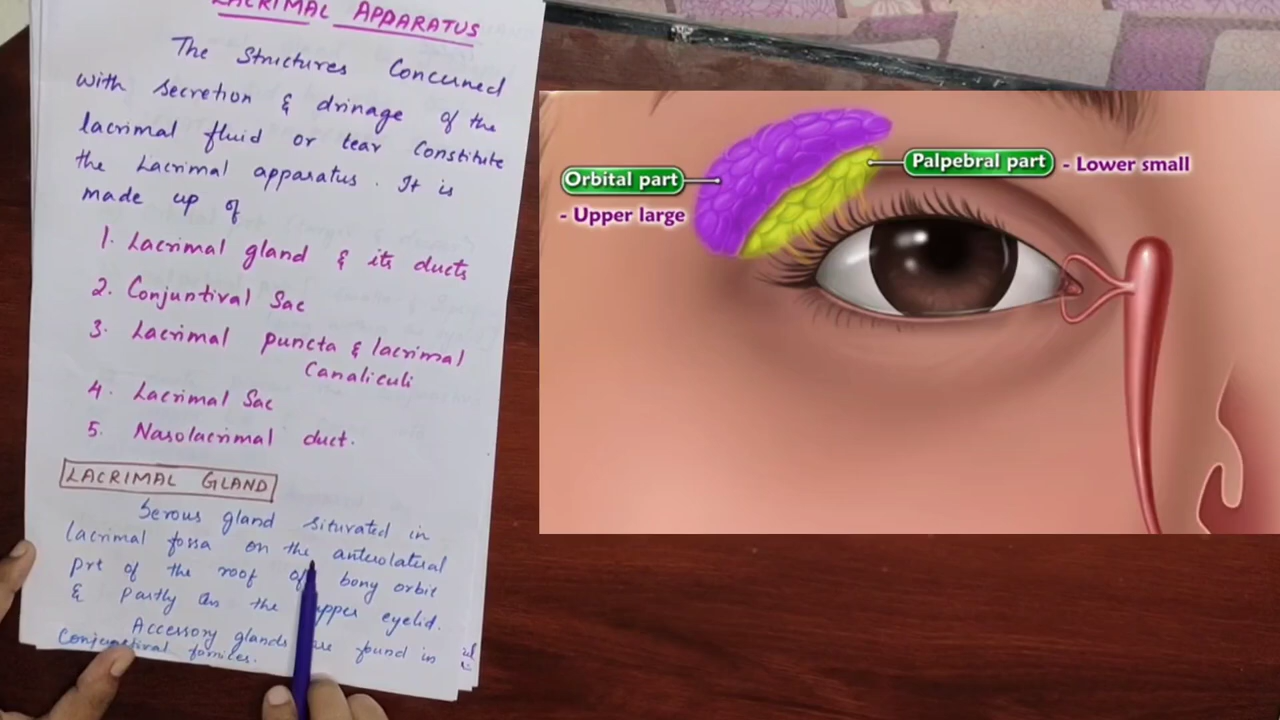 LACRIMAL APPARATUS
The Structures Concerned
with secretion & drinage of the
lacrimal fluid or tear Constitute
the Lacrimal apparatus. It is
made up of
1. Lacrimal gland & its ducts
2. Conjuntival Sac
3. Lacrimal puncta & lacrimal
Canaliculi
4. Lacrimal Sac
5. Nasolacrimal duct.
LACRIMAL GLAND
Serous gland situvated in
lacrimal fossa on the anterolateral
prt of the roof of bony orbit
& partly on the upper eyelid.
Accessory glands are found in
Conjunctival fornices.
Orbital part
- Upper large
Palpebral part
- Lower small